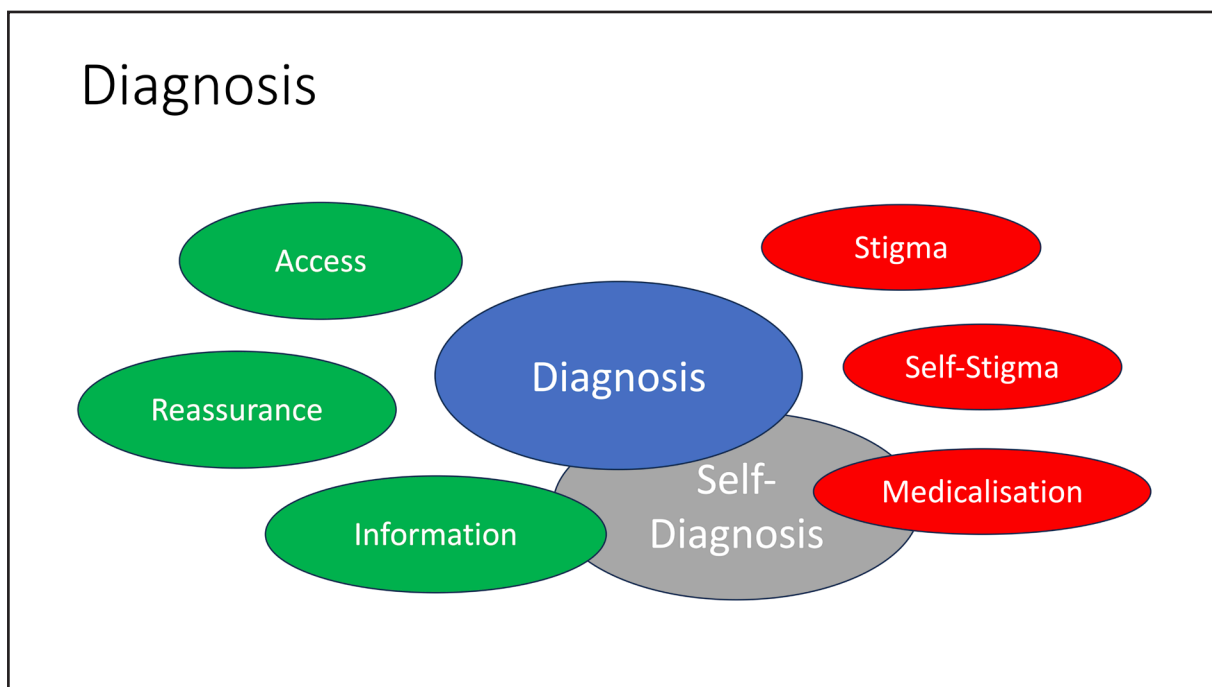 Diagnosis
Access
Stigma
Diagnosis
Self-Stigma
Reassurance
Self-
Diagnosis
Medicalisation
Information